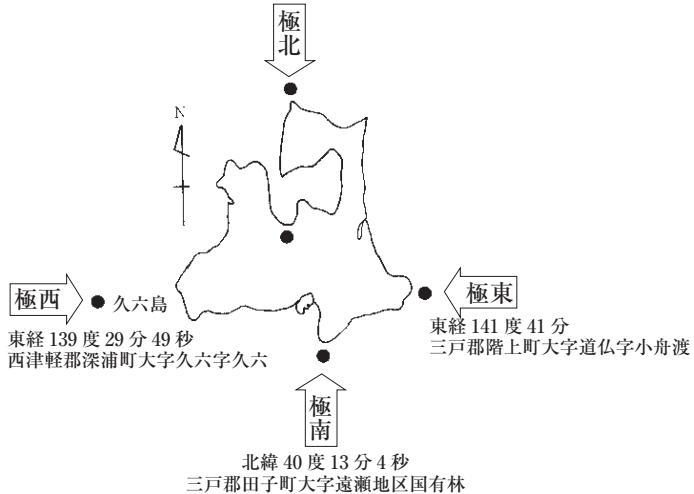 極北
N
極西
久六島
東経 139 度 29 分 49 秒
西津軽郡深浦町大字久六字久六
極東
東経 141 度 41 分
三戸郡階上町大字道仏字小舟渡
極南
北緯 40 度 13 分 4 秒
三戸郡田子町大字遠瀬地区国有林